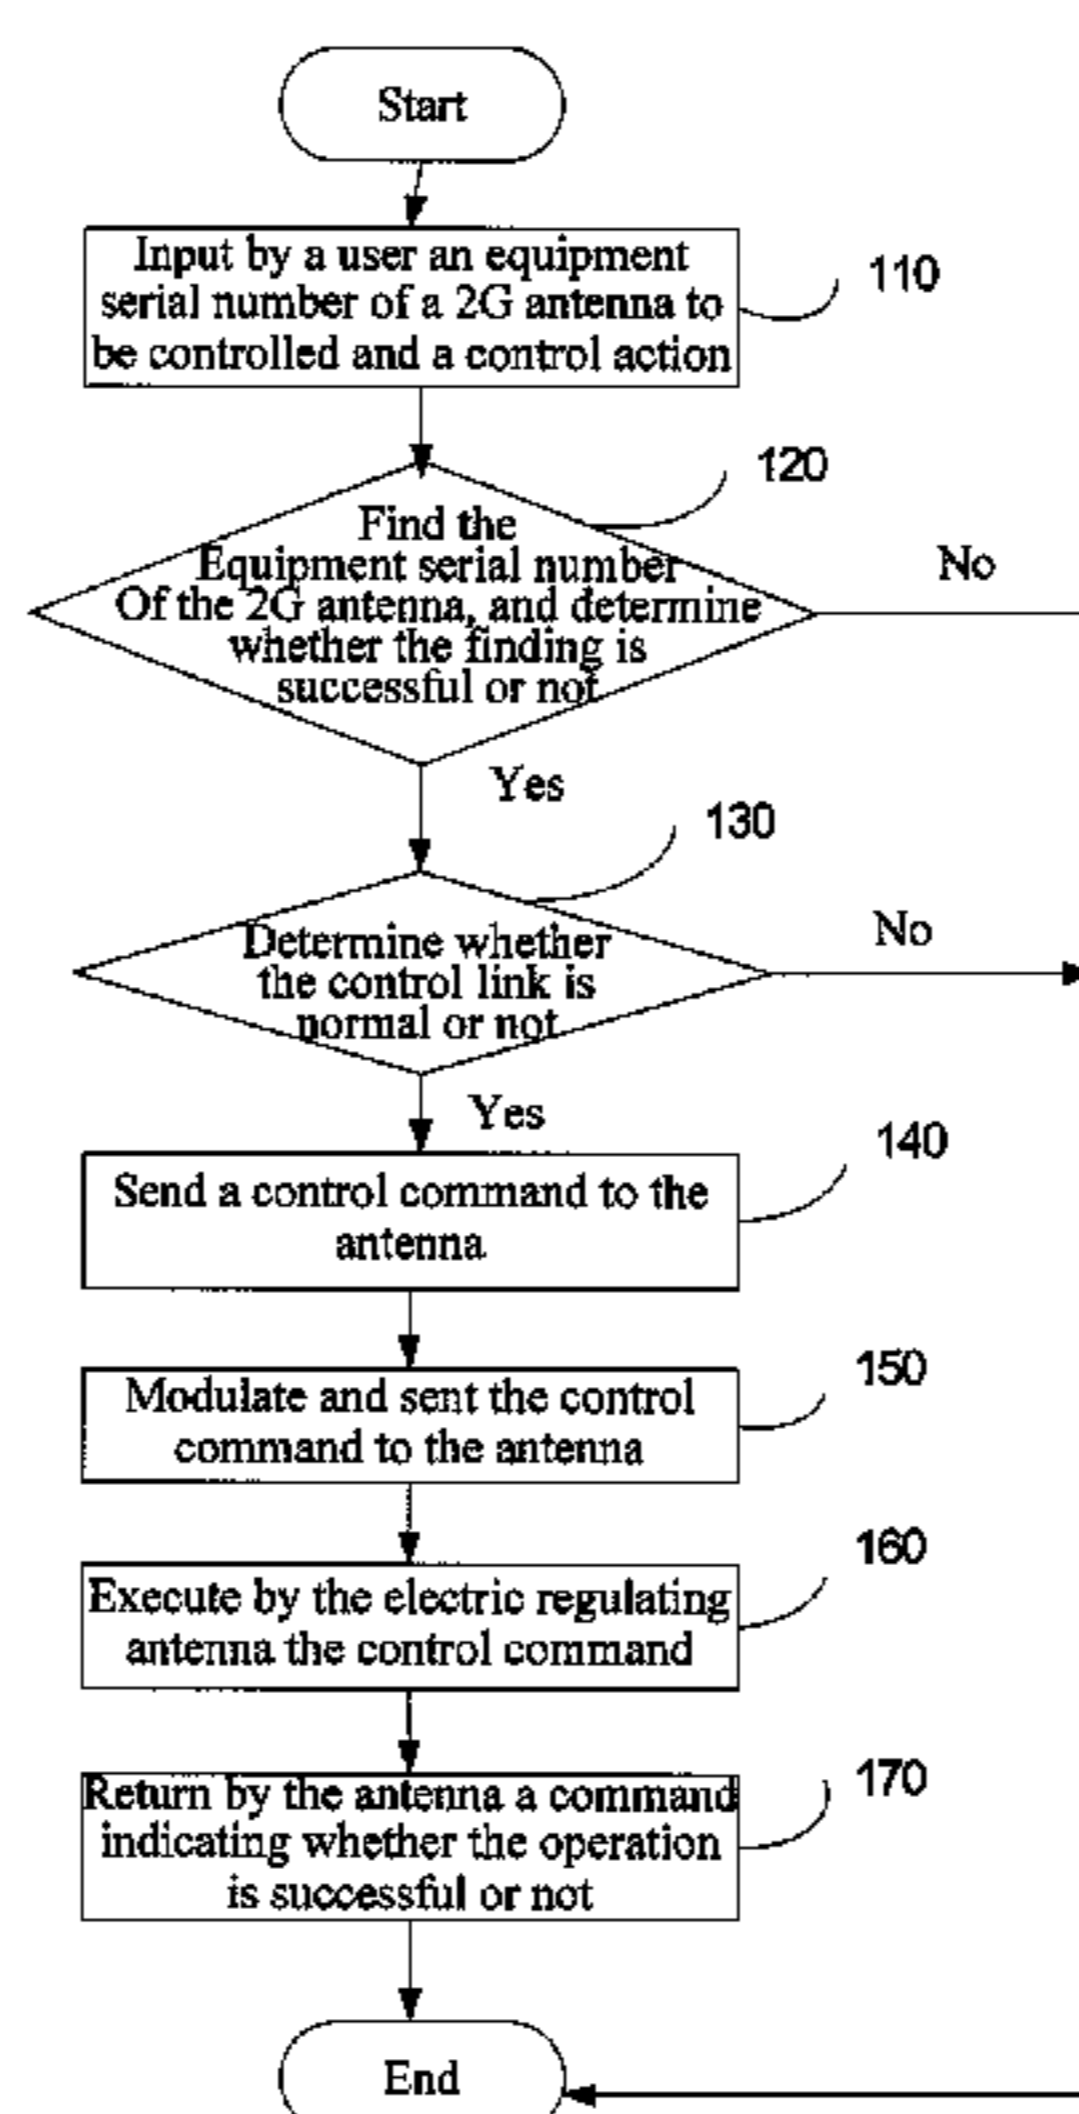 Start
Input by a user an equipment
serial number of a 2G antenna to
be controlled and a control action
110
120
Find the
Equipment serial number
Of the 2G antenna, and determine
whether the finding is
successful or not
No
Yes
130
Determine whether
the control link is
normal or not
No
Yes
140
Send a control command to the
antenna
150
Modulate and sent the control
command to the antenna
160
Execute by the electric regulating
antenna the control command
170
Return by the antenna a command
indicating whether the operation
is successful or not
End